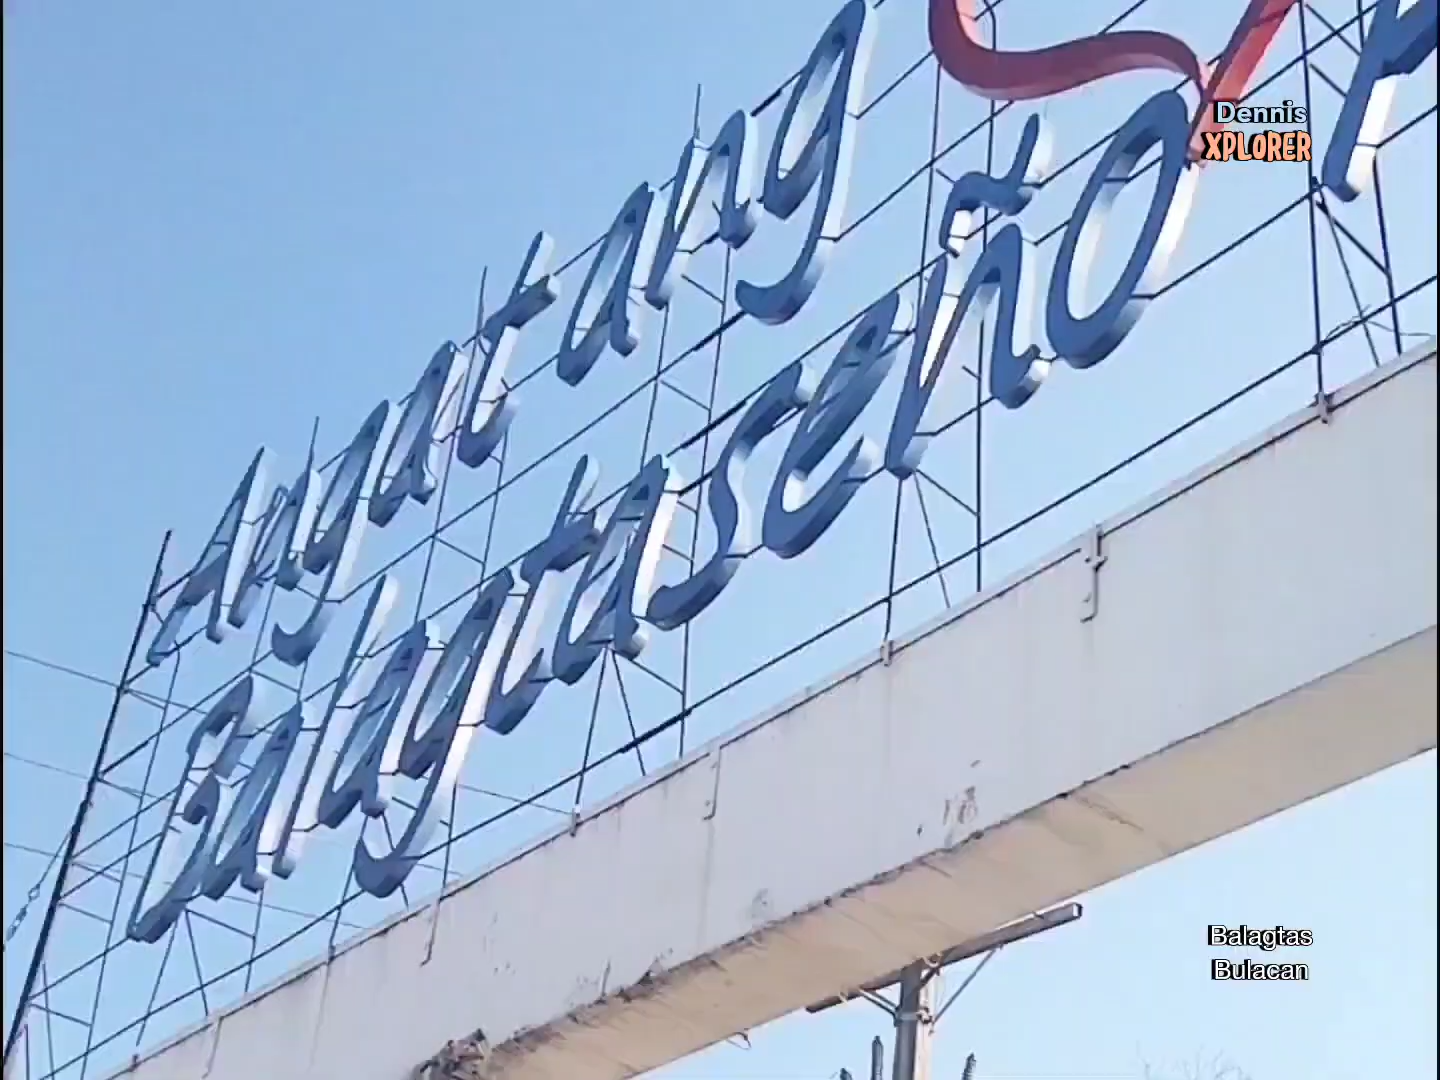 Angat ang
Balagtaseño
Dennis
XPLORER
Balagtas
Bulacan